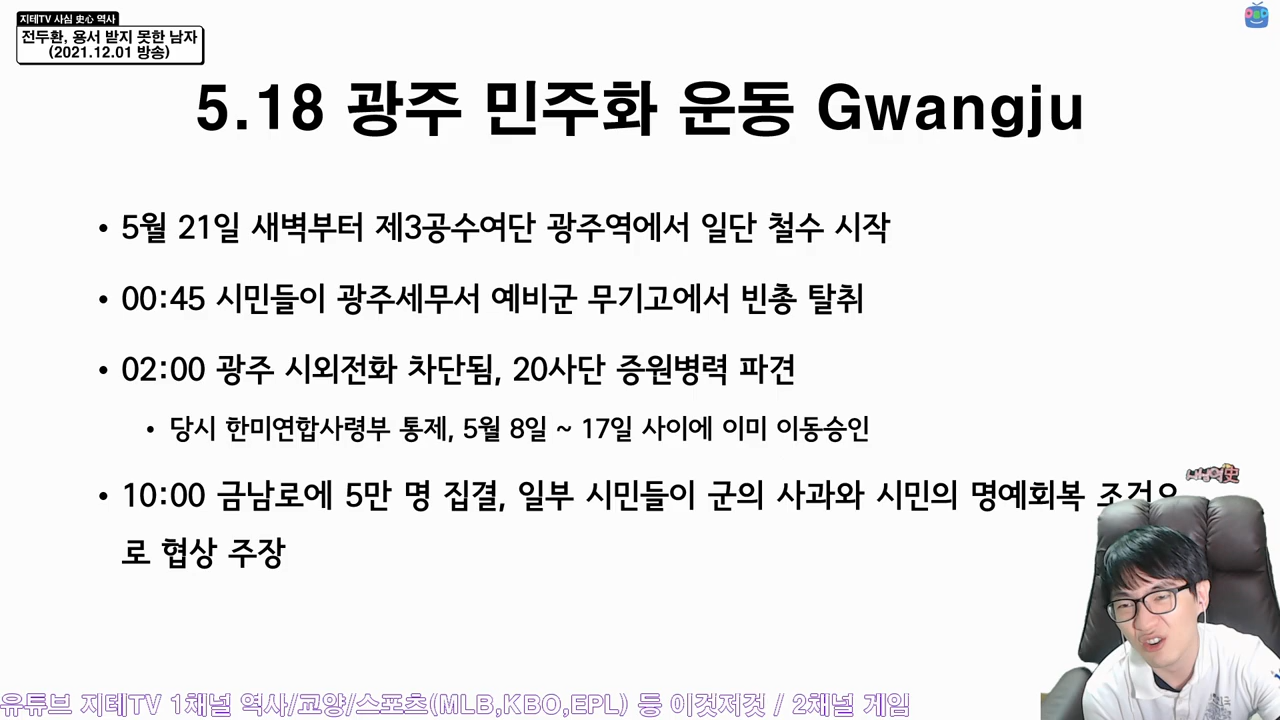 지테TV 사심 史心 역사
전두환, 용서 받지 못한 남자
(2021.12.01 방송)
5.18 광주 민주화 운동 Gwangju
• 5월 21일 새벽부터 제3공수여단 광주역에서 일단 철수 시작
• 00:45 시민들이 광주세무서 예비군 무기고에서 빈총 탈취
• 02:00 광주 시외전화 차단됨, 20사단 증원병력 파견
• 당시 한미연합사령부 통제, 5월 8일 ~ 17일 사이에 이미 이동승인
• 10:00 금남로에 5만 명 집결, 일부 시민들이 군의 사과와 시민의 명예회복 조건으
로 협상 주장
유튜브 지테TV 1채널 역사/교양/스포츠(MLB,KBO,EPL) 등 이것저것 / 2채널 게임